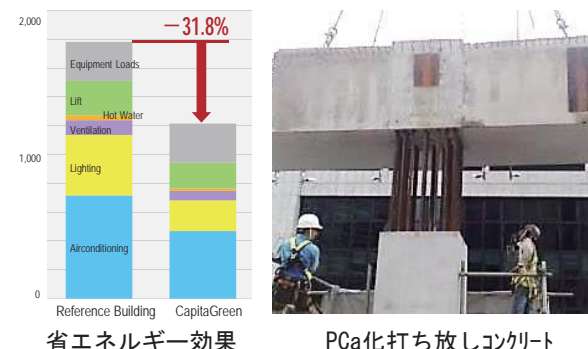 2,000
−31.8%
Equipment Loads
Lift
Hot Water
Ventilation
1,000
Lighting
Airconditioning
0
Reference Building CapitaGreen
省エネルギー効果
PCa化打ち放しコンクリート